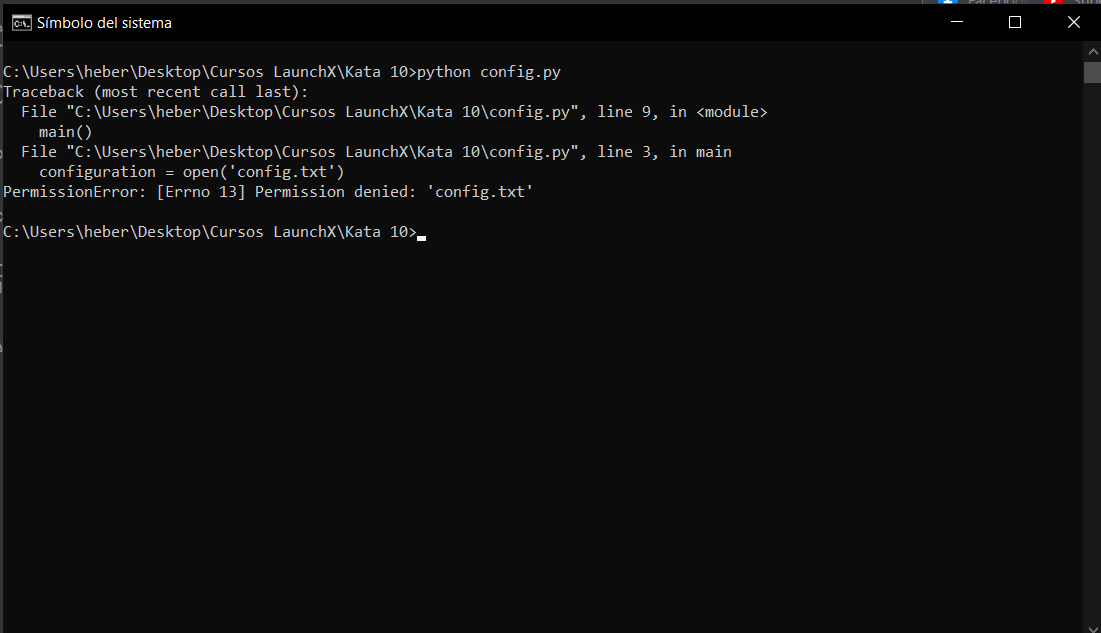 Símbolo del sistema
C:\Users\heber\Desktop\Cursos LaunchX\Kata 10>python config.py
Traceback (most recent call last):
  File "C:\Users\heber\Desktop\Cursos LaunchX\Kata 10\config.py", line 9, in <module>
    main()
  File "C:\Users\heber\Desktop\Cursos LaunchX\Kata 10\config.py", line 3, in main
    configuration = open('config.txt')
PermissionError: [Errno 13] Permission denied: 'config.txt'
C:\Users\heber\Desktop\Cursos LaunchX\Kata 10>